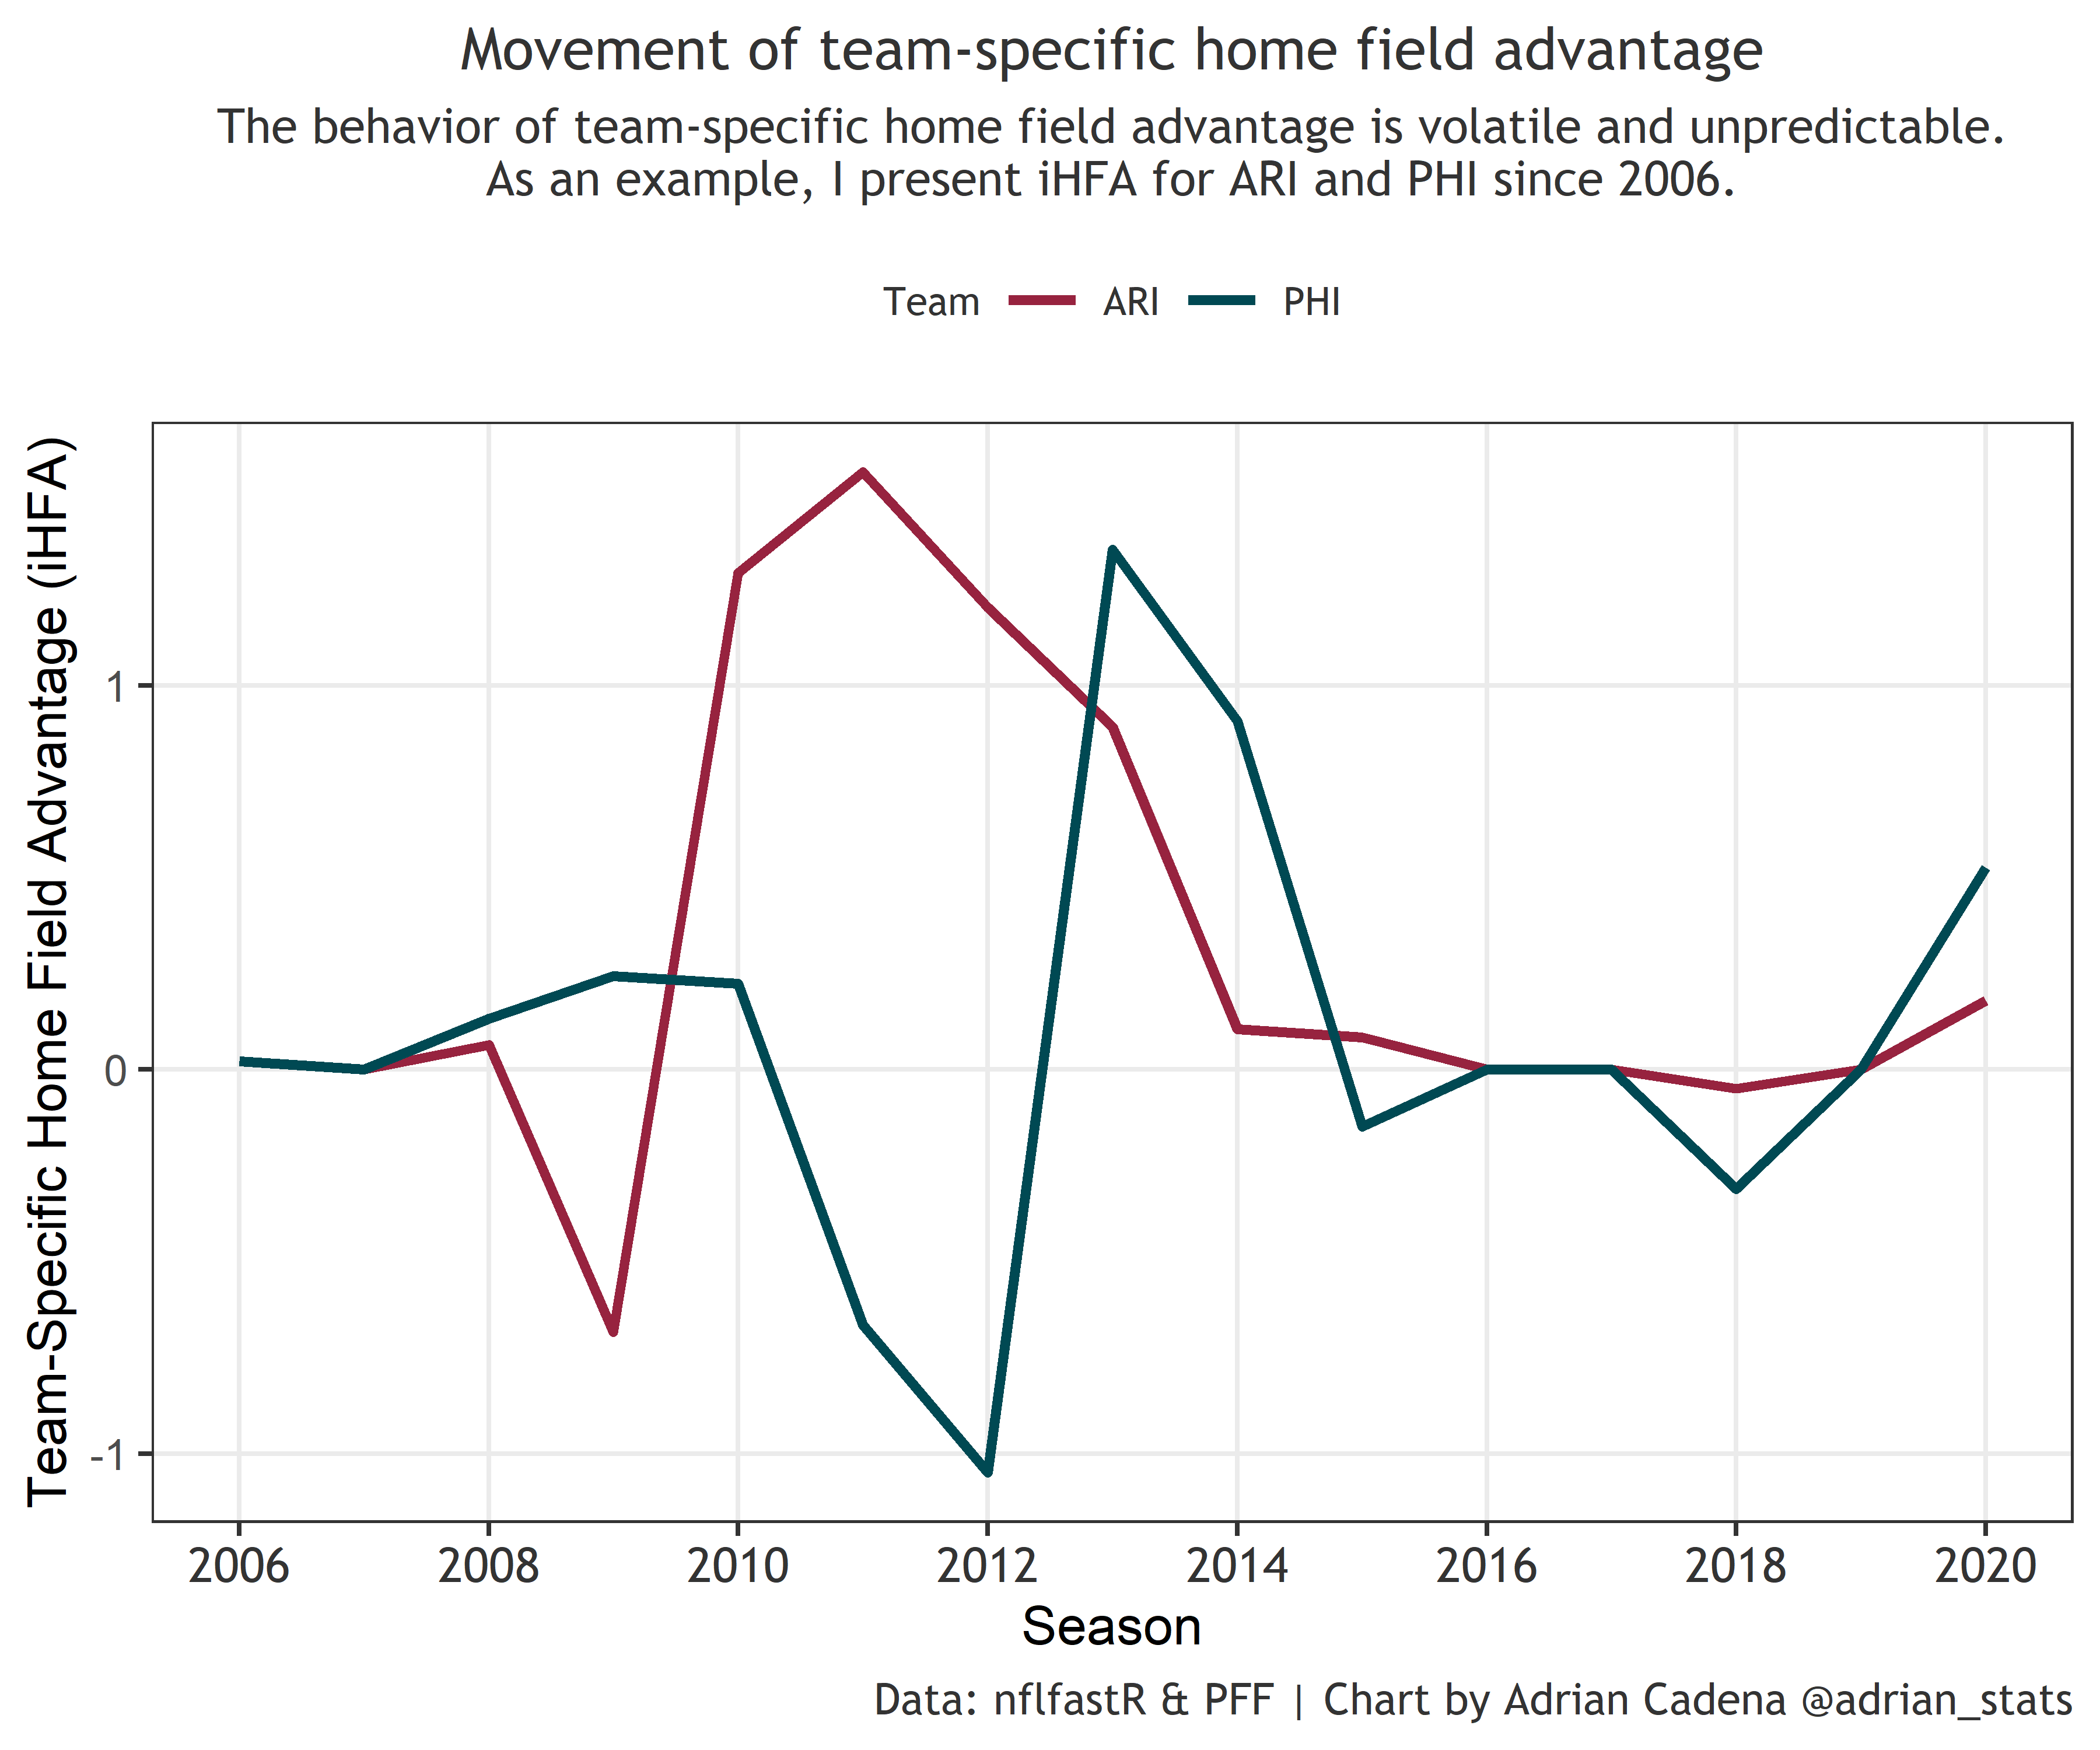 Movement of team-specific home field advantage
The behavior of team-specific home field advantage is volatile and unpredictable.
As an example, I present iHFA for ARI and PHI since 2006.
Team ARI PHI
Team-Specific Home Field Advantage (iHFA)
1
0
-1
2006 2008 2010 2012 2014 2016 2018 2020
Season
Data: nflfastR & PFF | Chart by Adrian Cadena @adrian_stats